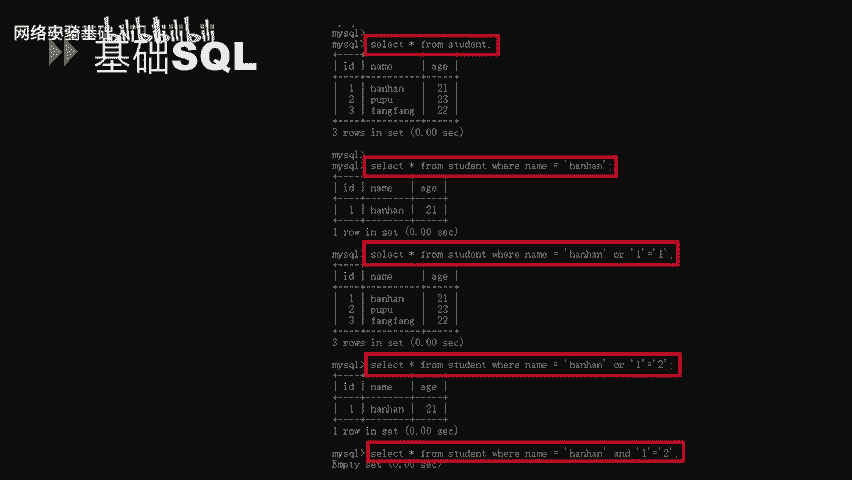 网络安全基础入门
基础SQL
mysql>
mysql> select * from student;
| id | name | age |
| 1 | hanhan | 21 |
| 2 | pupu | 23 |
| 3 | fangfang | 22 |
3 rows in set (0.00 sec)
mysql>
mysql> select * from student where name = 'hanhan';
| id | name | age |
| 1 | hanhan | 21 |
1 row in set (0.00 sec)
mysql> select * from student where name = 'hanhan' or '1'='1';
| id | name | age |
| 1 | hanhan | 21 |
| 2 | pupu | 23 |
| 3 | fangfang | 22 |
3 rows in set (0.00 sec)
mysql> select * from student where name = 'hanhan' or '1'='2';
| id | name | age |
| 1 | hanhan | 21 |
1 row in set (0.00 sec)
mysql> select * from student where name = 'hanhan' and '1'='2';
Empty set (0.00 sec)